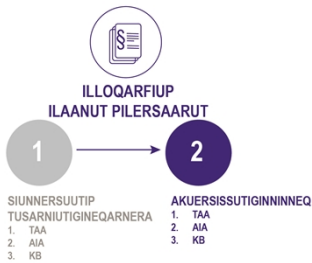 §
ILLOQARFIUP
ILAANUT PILERSAARUT
1
2
SIUNNERSUUTIP
TUSARNIUTIGINEQARNERA
1. TAA
2. AIA
3. KB
AKUERSISSUTIGINNINNEQ
1. TAA
2. AIA
3. KB